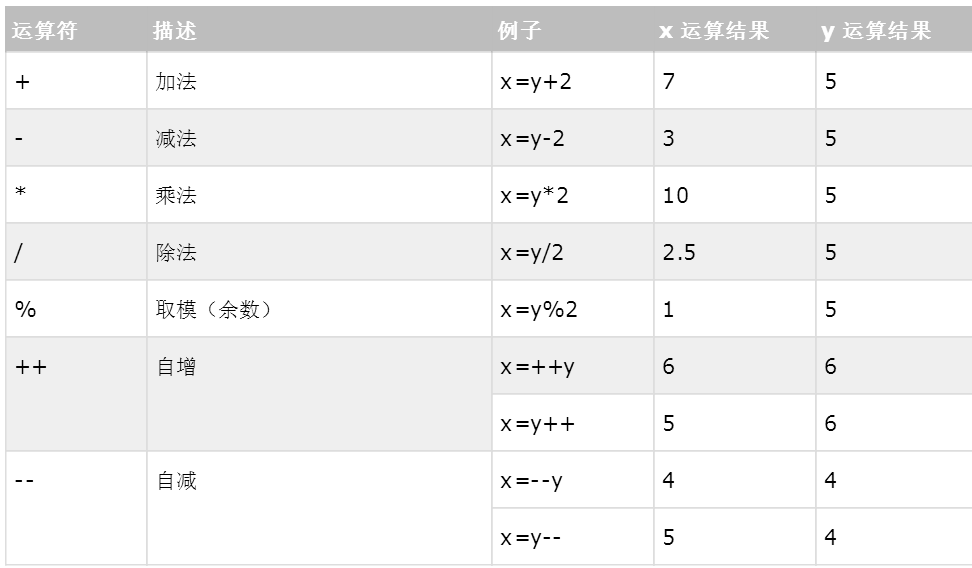 运算符 描述 例子 x 运算结果 y 运算结果
+ 加法 x=y+2 7 5
- 减法 x=y-2 3 5
* 乘法 x=y*2 10 5
/ 除法 x=y/2 2.5 5
% 取模（余数） x=y%2 1 5
++ 自增 x=++y 6 6
x=y++ 5 6
-- 自减 x=--y 4 4
x=y-- 5 4